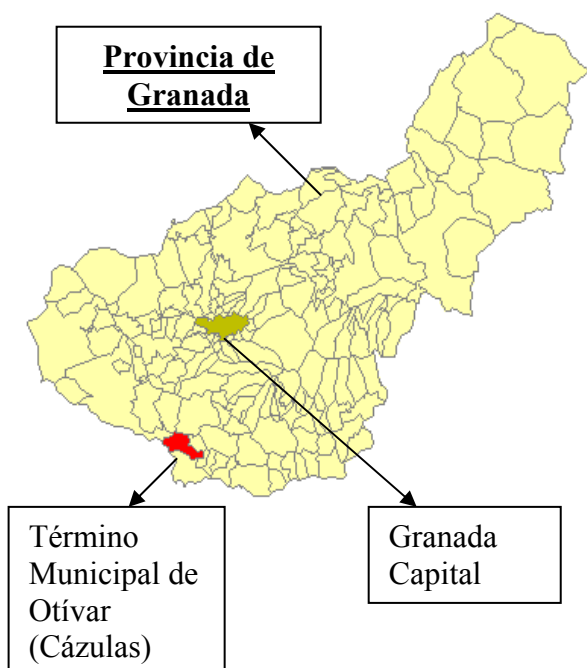 Provincia de
Granada
Término
Municipal de
Otívar
(Cázulas)
Granada
Capital